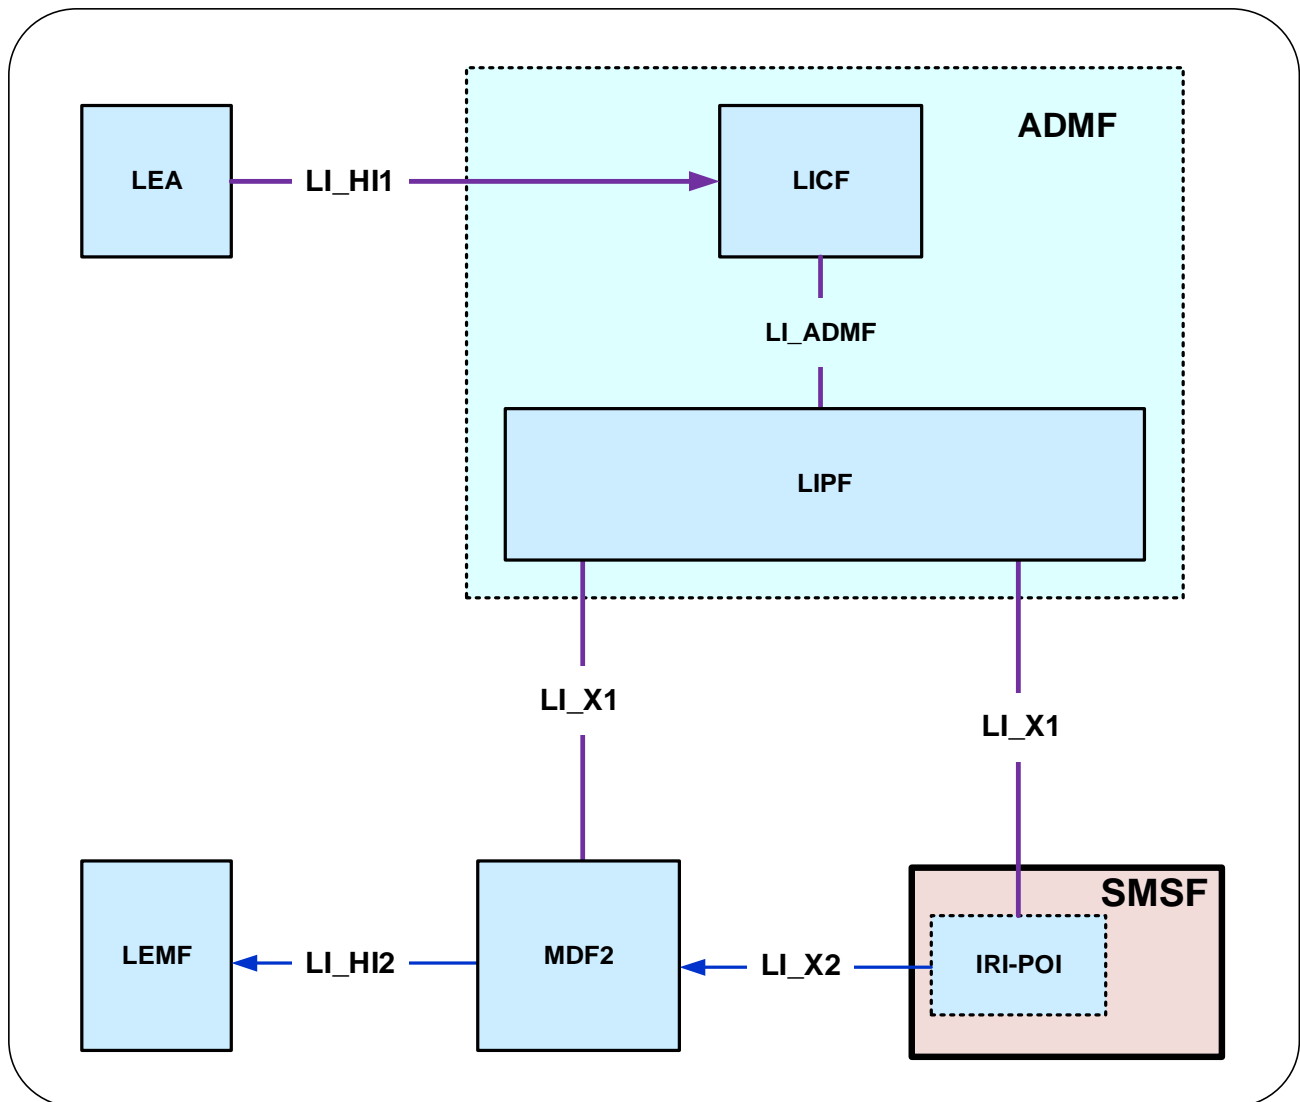 ADMF
LEA
LI_HI1
LICF
LI_ADMF
LIPF
LI_X1
LI_X1
SMSF
LEMF
LI_HI2
MDF2
LI_X2
IRI-POI